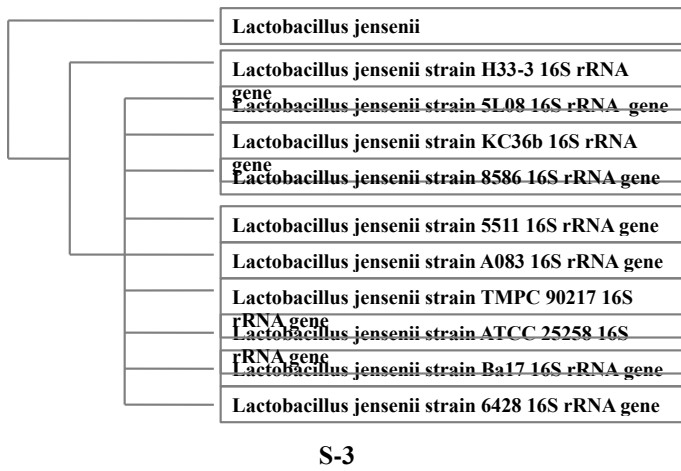 Lactobacillus jensenii
Lactobacillus jensenii strain H33-3 16S rRNA
gene
Lactobacillus jensenii strain 5L08 16S rRNA gene
Lactobacillus jensenii strain KC36b 16S rRNA
gene
Lactobacillus jensenii strain 8586 16S rRNA gene
Lactobacillus jensenii strain 5511 16S rRNA gene
Lactobacillus jensenii strain A083 16S rRNA gene
Lactobacillus jensenii strain TMPC 90217 16S
rRNA gene
Lactobacillus jensenii strain ATCC 25258 16S
rRNA gene
Lactobacillus jensenii strain Ba17 16S rRNA gene
Lactobacillus jensenii strain 6428 16S rRNA gene
S-3